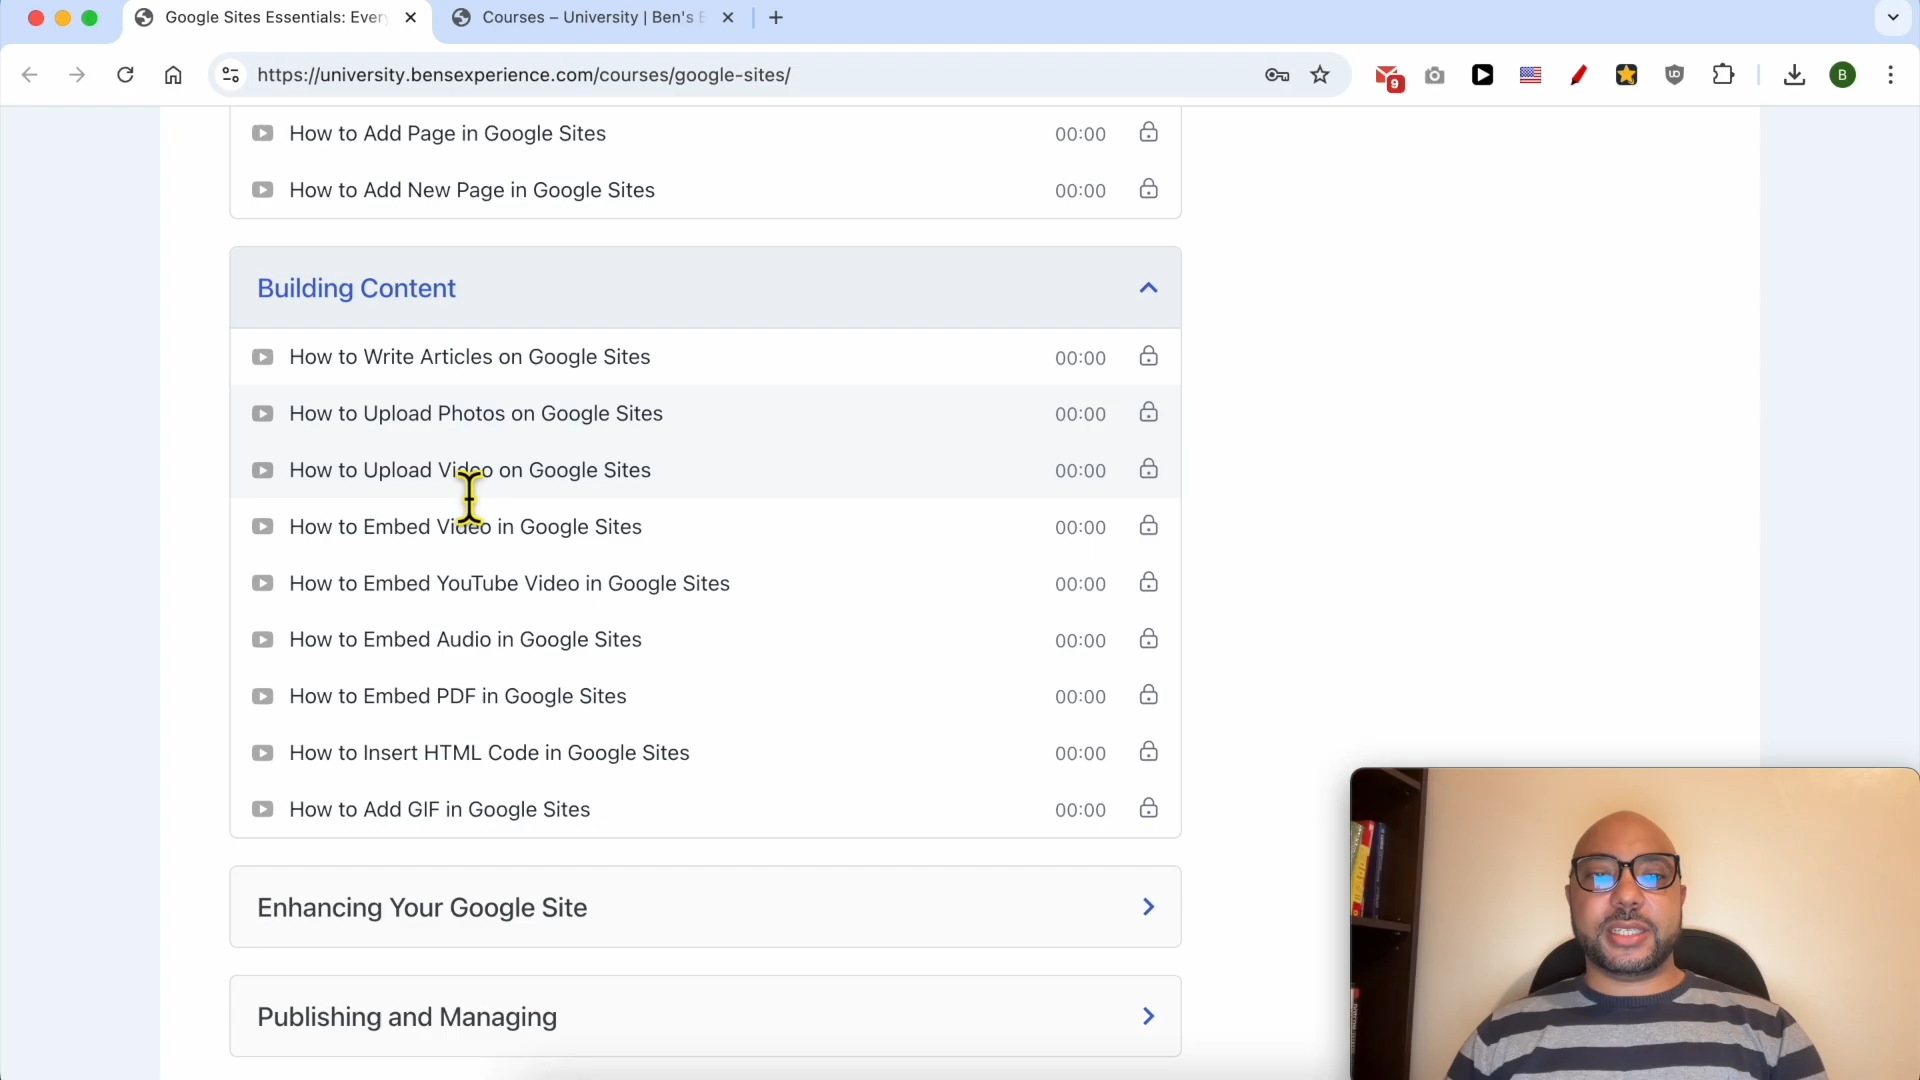 Google Sites Essentials: Ever
Courses – University | Ben's E
https://university.bensexperience.com/courses/google-sites/
9
B
How to Add Page in Google Sites 00:00
How to Add New Page in Google Sites 00:00
Building Content
How to Write Articles on Google Sites 00:00
How to Upload Photos on Google Sites 00:00
How to Upload Video on Google Sites 00:00
How to Embed Video in Google Sites 00:00
How to Embed YouTube Video in Google Sites 00:00
How to Embed Audio in Google Sites 00:00
How to Embed PDF in Google Sites 00:00
How to Insert HTML Code in Google Sites 00:00
How to Add GIF in Google Sites 00:00
Enhancing Your Google Site
Publishing and Managing